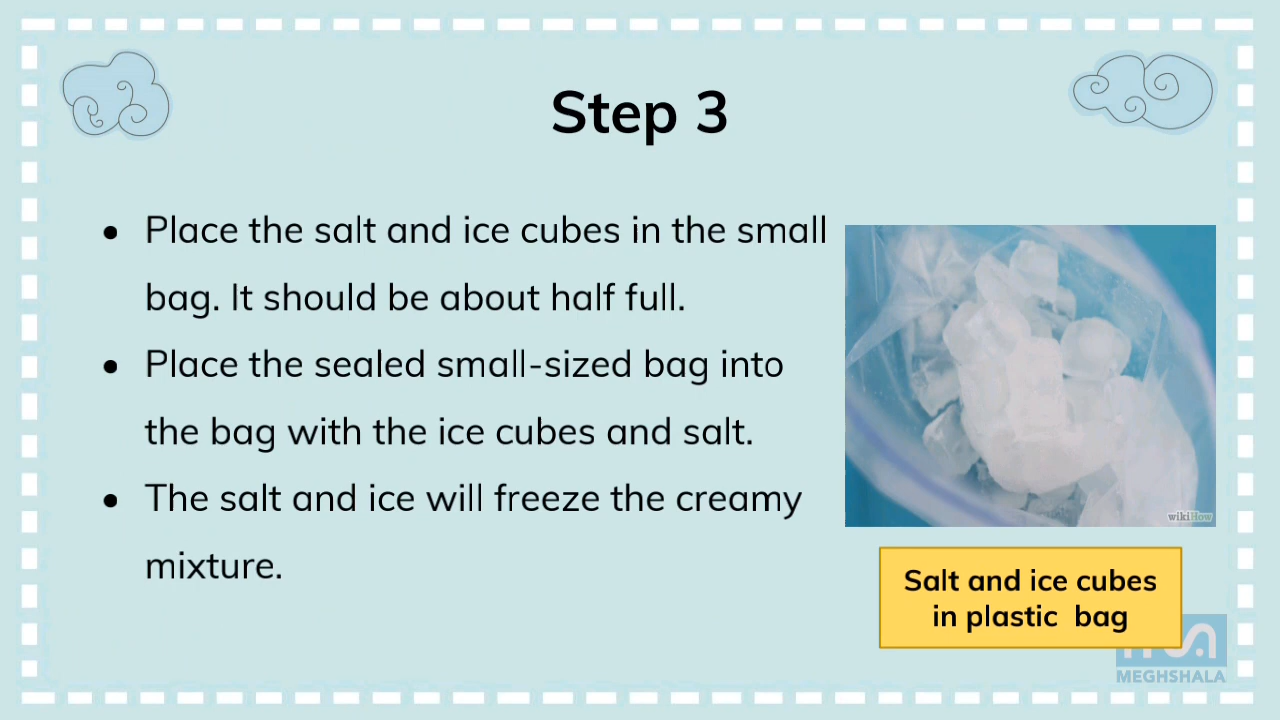 Step 3
• Place the salt and ice cubes in the small
bag. It should be about half full.
• Place the sealed small-sized bag into
the bag with the ice cubes and salt.
• The salt and ice will freeze the creamy
mixture.
wikiHow
Salt and ice cubes
in plastic bag
MEGHSHALA